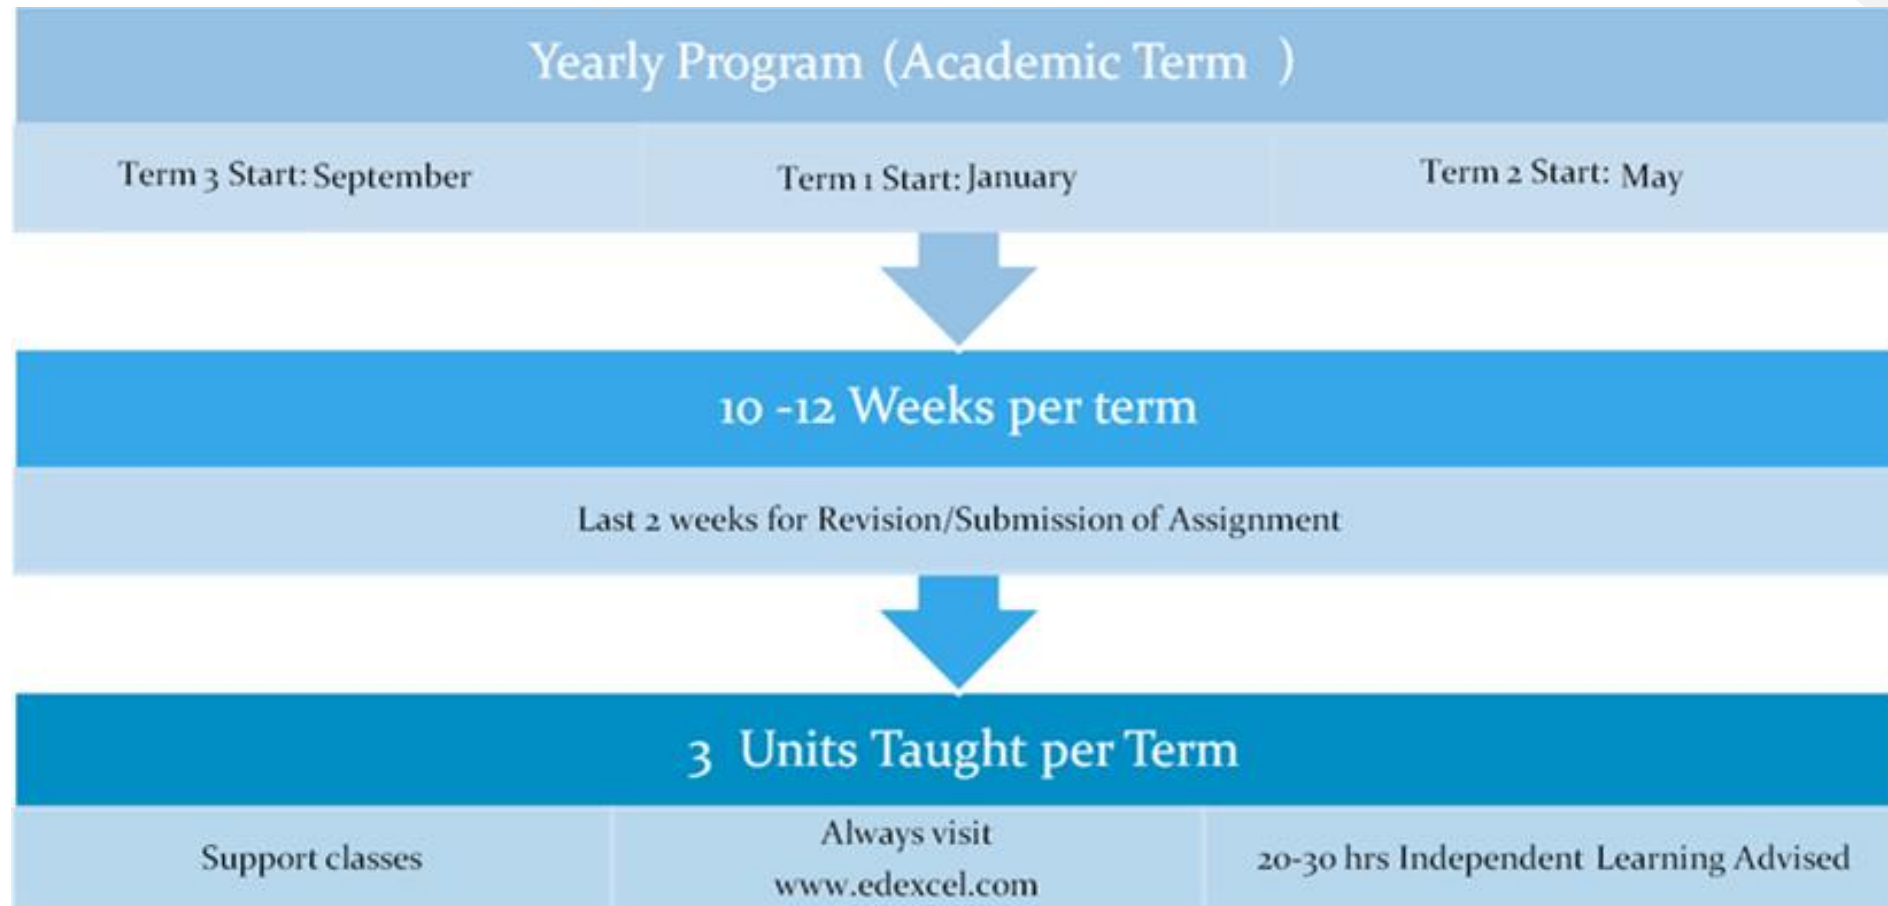 Yearly Program (Academic Term )
Term 3 Start: September
Term 1 Start: January
Term 2 Start: May
10 -12 Weeks per term
Last 2 weeks for Revision/Submission of Assignment
3 Units Taught per Term
Support classes
Always visit
www.edexcel.com
20-30 hrs Independent Learning Advised